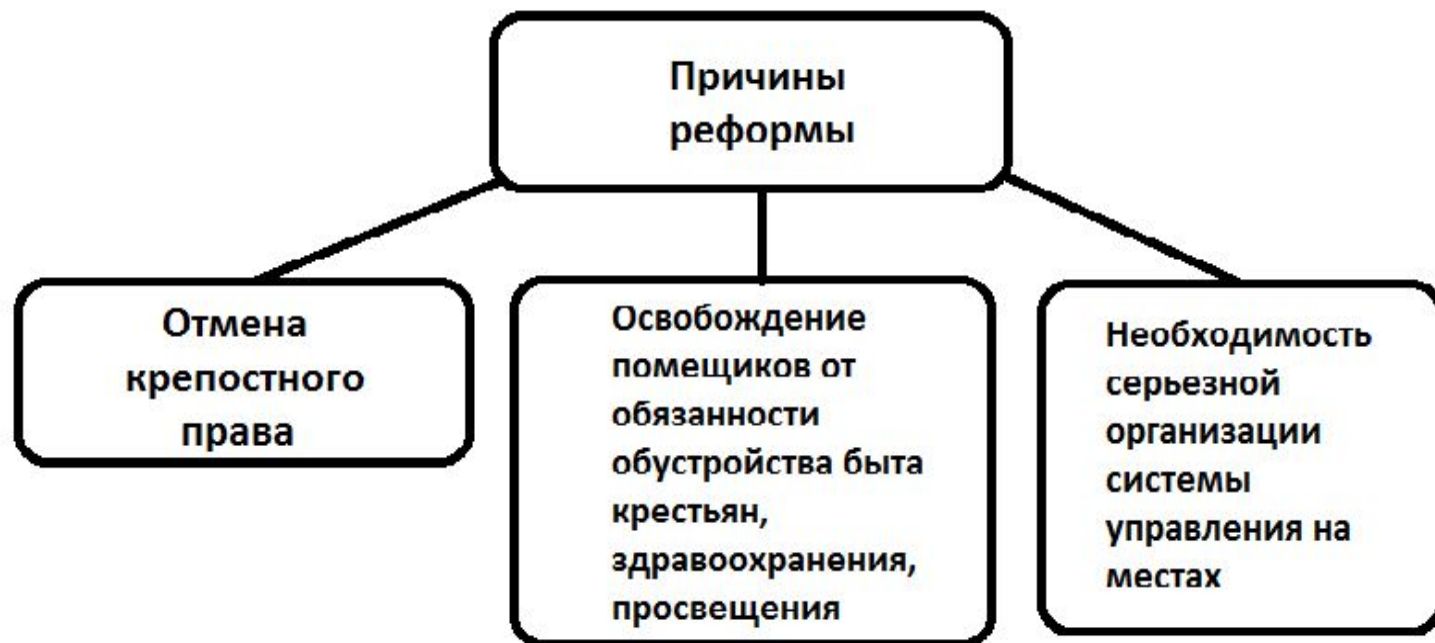 Причины
реформы
Отмена
крепостного
права
Освобождение
помещиков от
обязанности
обустройства быта
крестьян,
здравоохранения,
просвещения
Необходимость
серьезной
организации
системы
управления на
местах